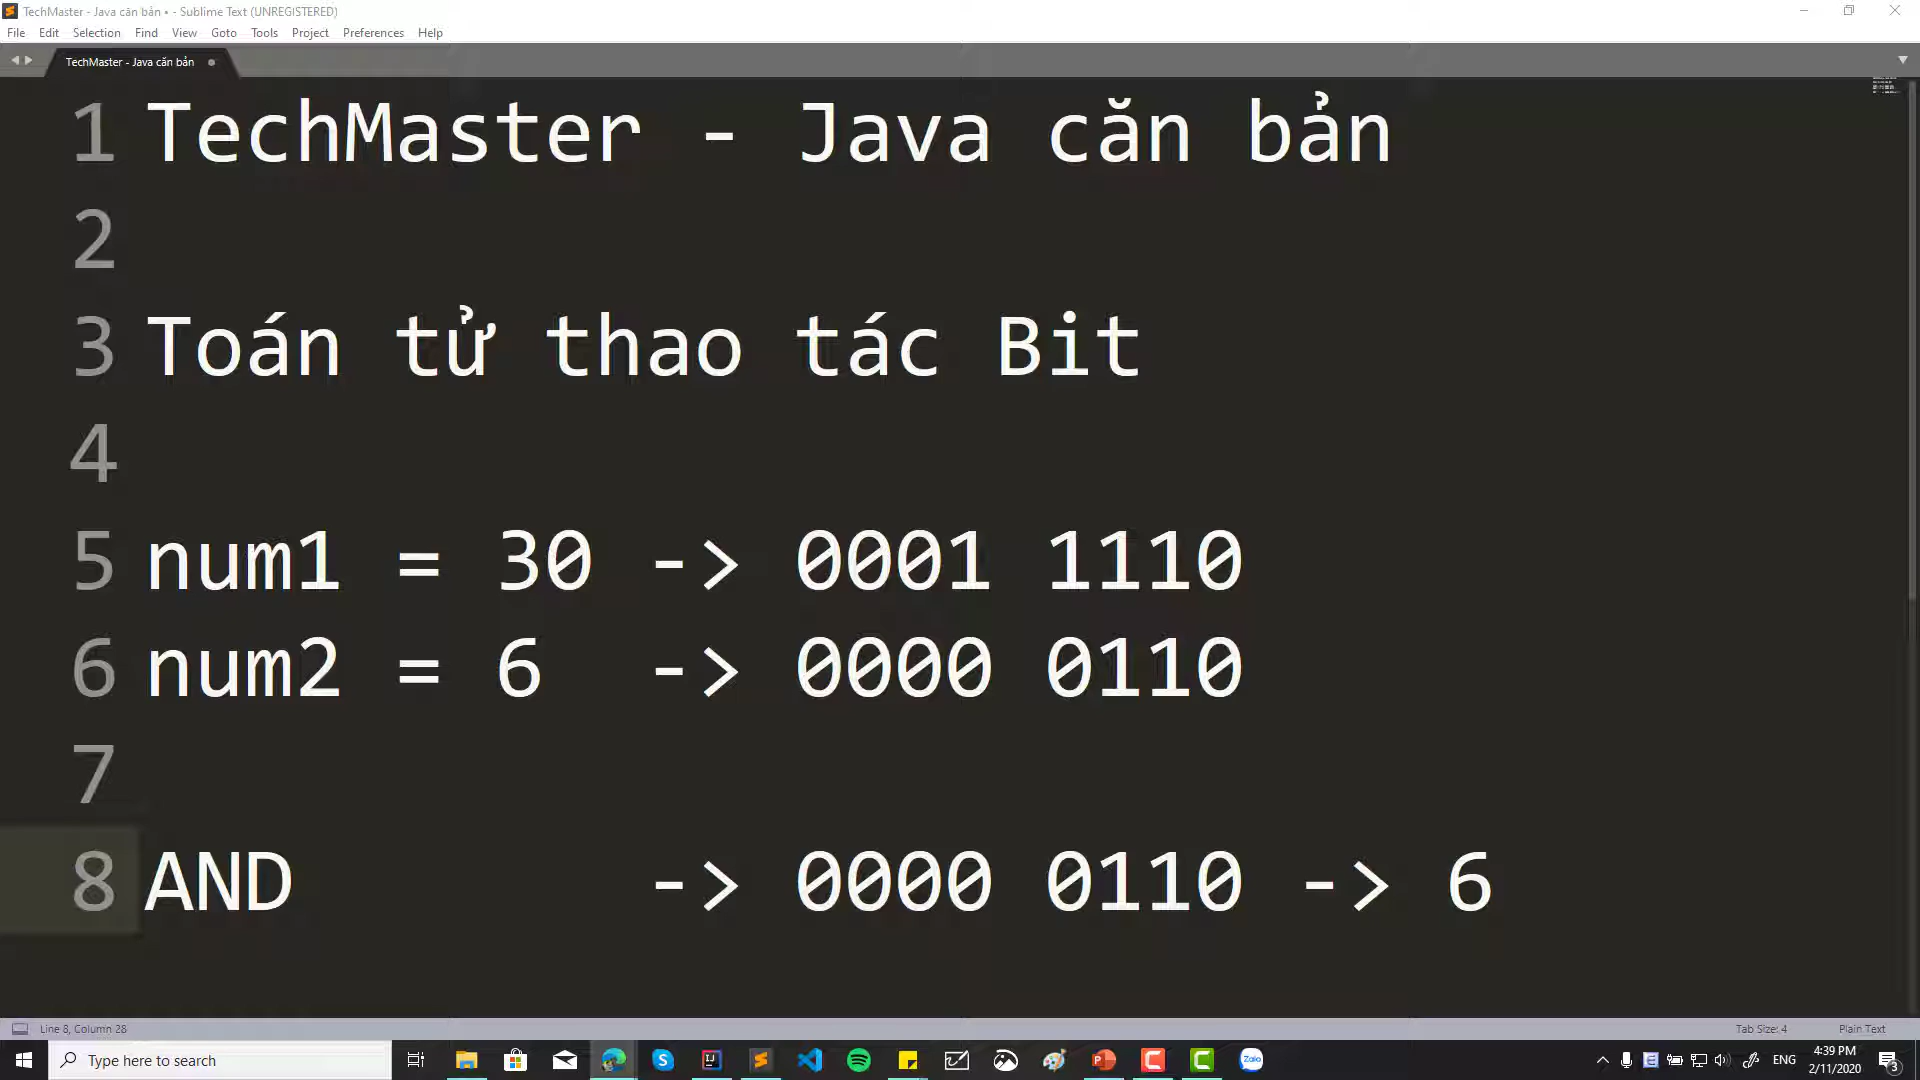 TechMaster - Java căn bản • - Sublime Text (UNREGISTERED)
File Edit Selection Find View Goto Tools Project Preferences Help
TechMaster - Java căn bản
1 TechMaster - Java căn bản
2
3 Toán tử thao tác Bit
4
5 num1 = 30 -> 0001 1110
6 num2 = 6 -> 0000 0110
7
8 AND -> 0000 0110 -> 6
Line 8, Column 28 Tab Size: 4 Plain Text
Type here to search ENG 4:39 PM
2/11/2020 3